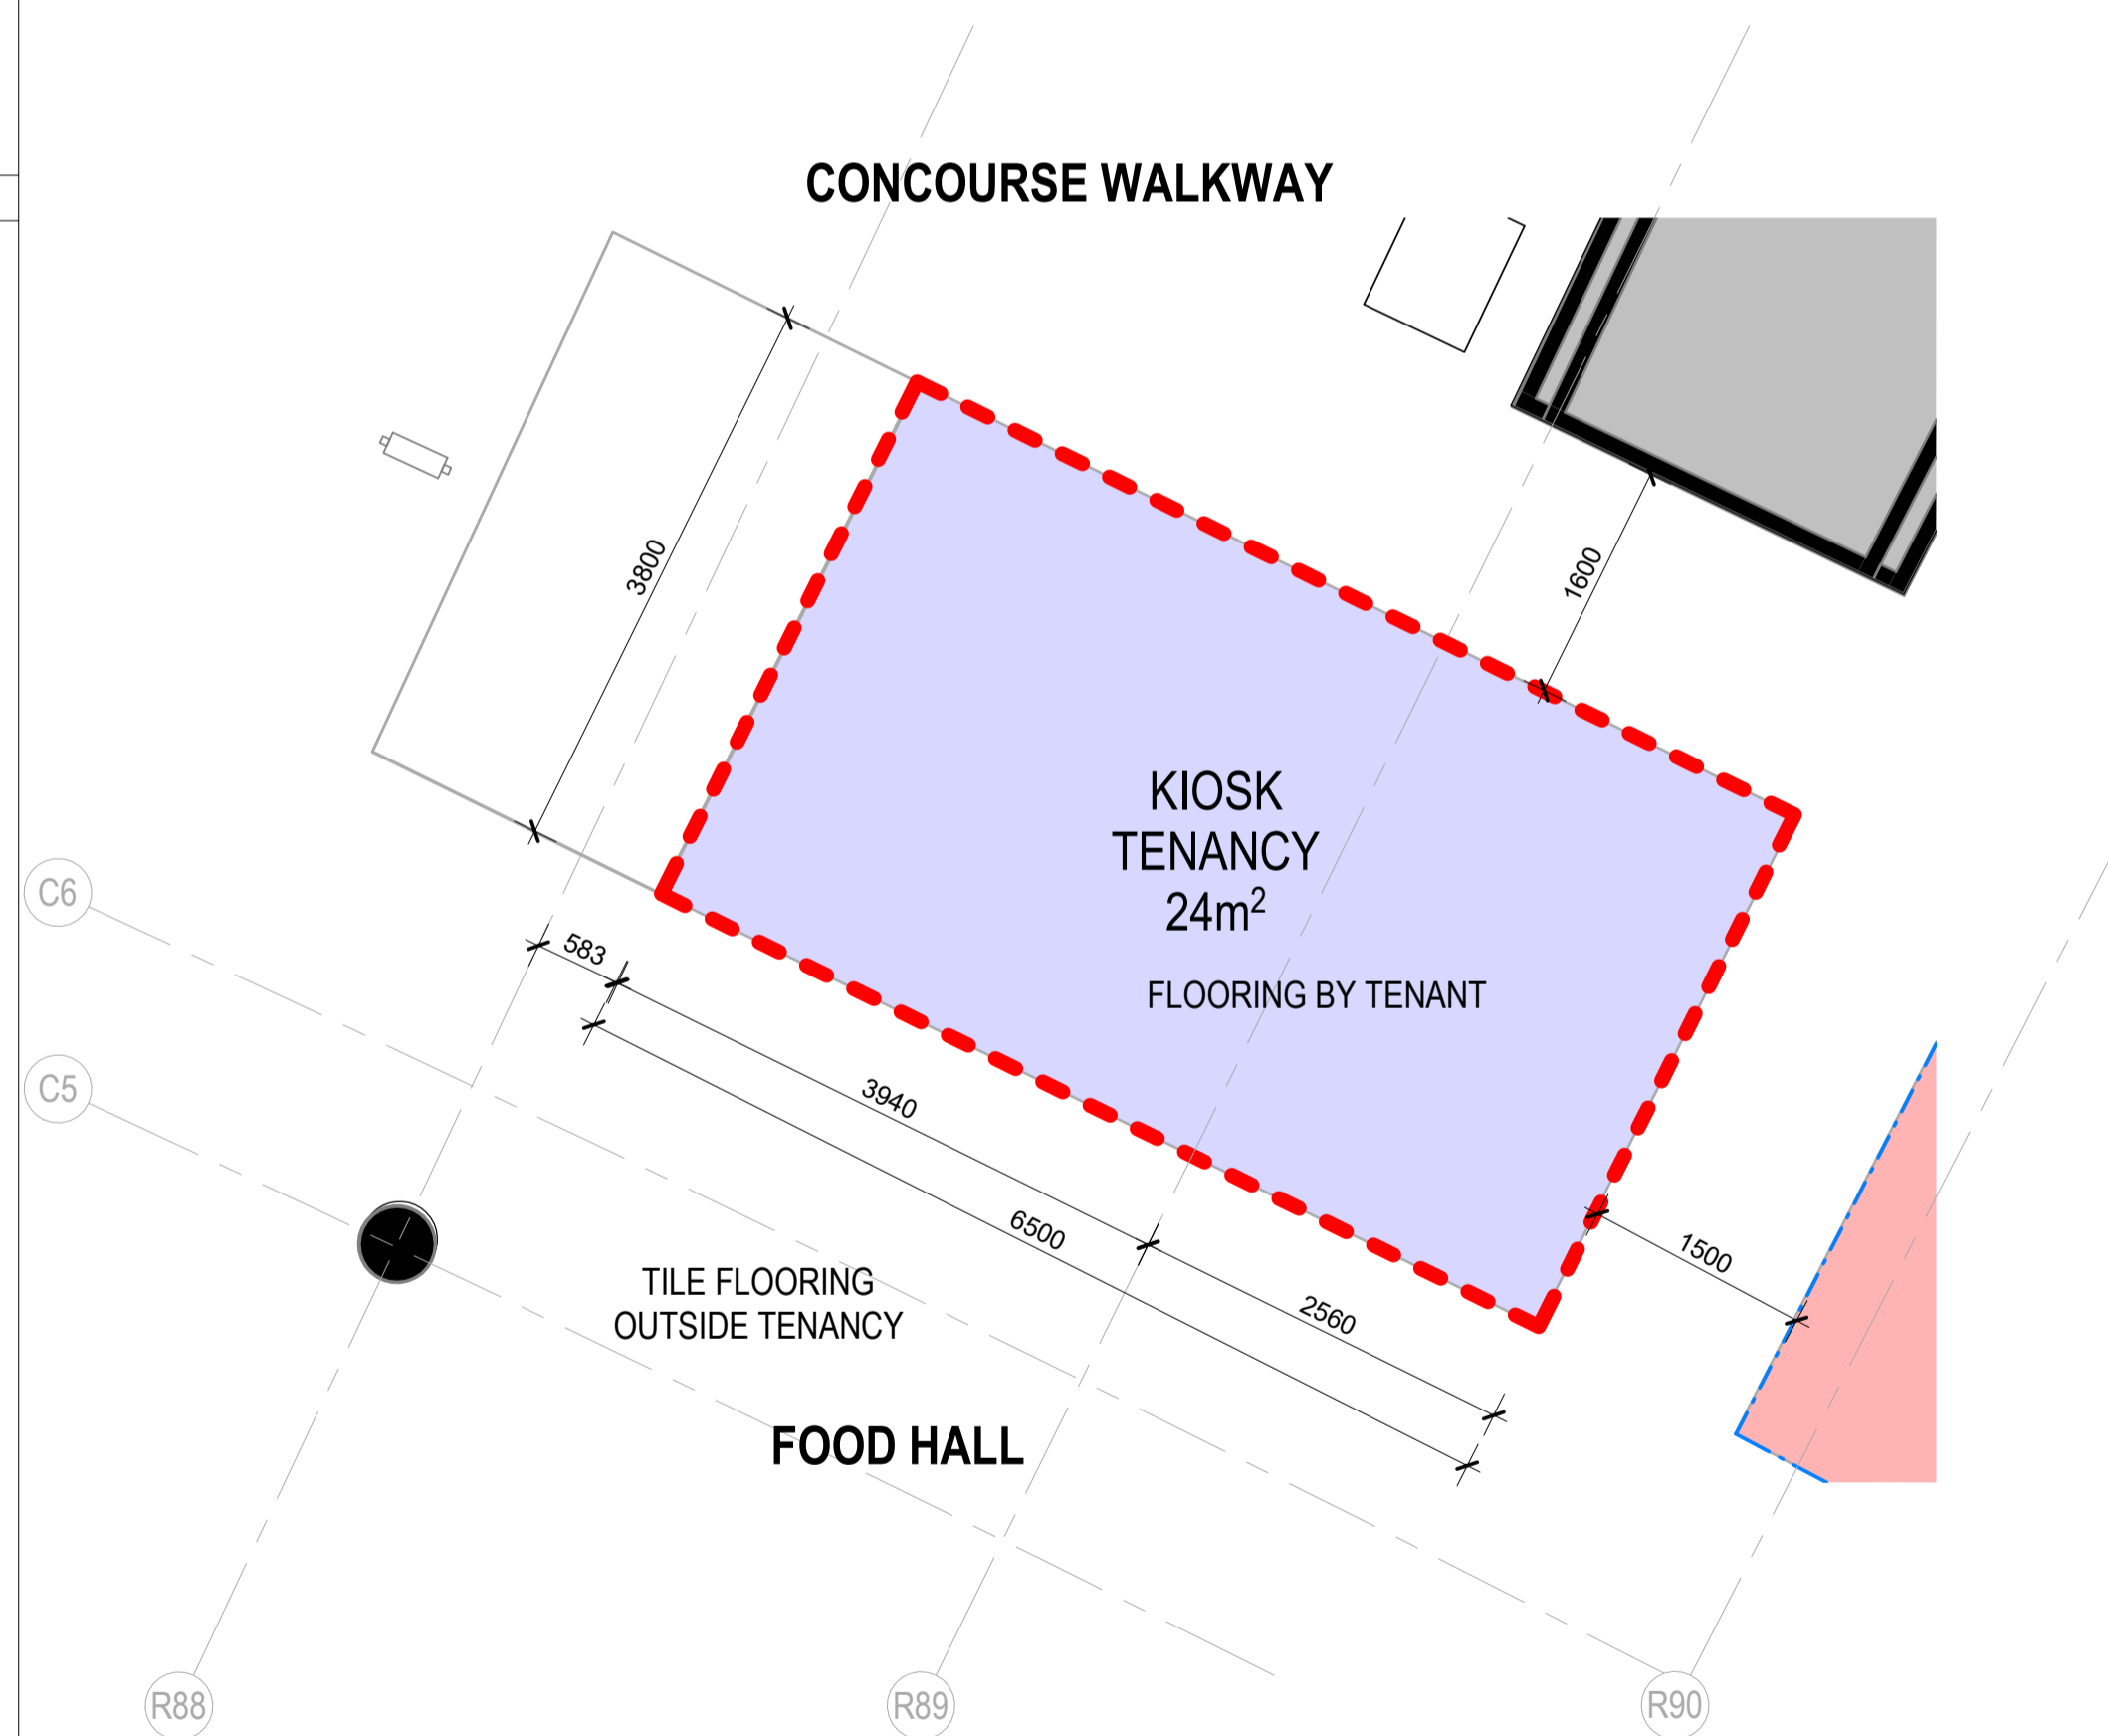 CONCOURSE WALKWAY
3800
1600
KIOSK
TENANCY
24m²
FLOORING BY TENANT
C6
583
C5
3940
6500
1500
2560
TILE FLOORING
OUTSIDE TENANCY
FOOD HALL
R88
R89
R90